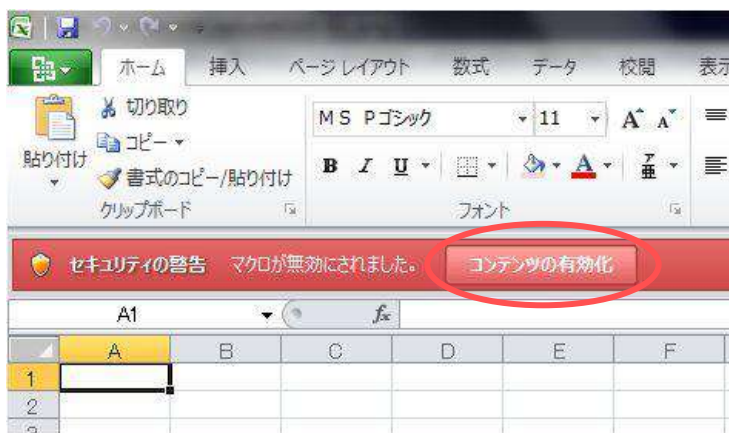 ホーム 挿入 ページ レイアウト 数式 データ 校閲 表示
切り取り
コピー
書式のコピー/貼り付け
貼り付け
クリップボード
MS Pゴシック 11 A A
B I U A ア亜
フォント
セキュリティの警告 マクロが無効にされました。 コンテンツの有効化
A1 fx
A B C D E F
1
2
3